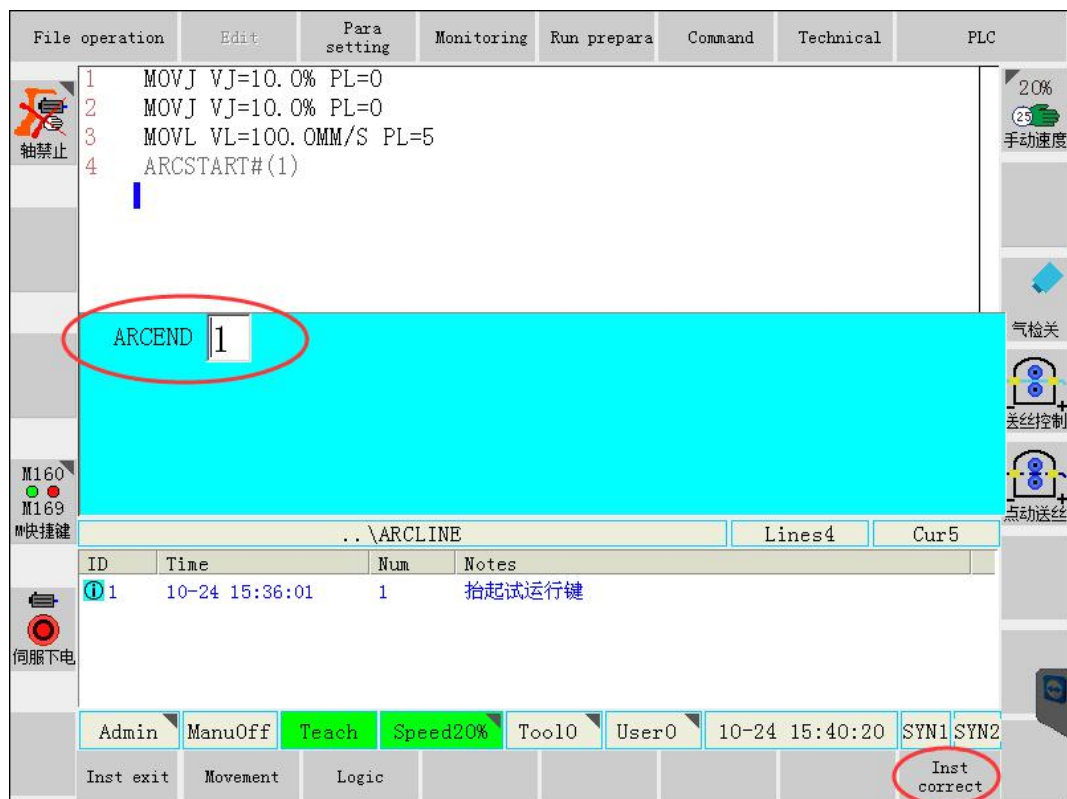 File operation
Edit
Para
setting
Monitoring
Run prepara
Command
Technical
PLC
轴禁止
M160
M169
M快捷键
伺服下电
1 MOVJ VJ=10.0% PL=0
2 MOVJ VJ=10.0% PL=0
3 MOVL VL=100.0MM/S PL=5
4 ARCSTART#(1)
ARCEND 1
..\ARCLINE Lines4 Cur5
ID Time Num Notes
1 10-24 15:36:01 1 抬起试运行键
20%
25
手动速度
气检关
送丝控制
点动送丝
Admin ManuOff Teach Speed20% Tool0 User0 10-24 15:40:20 SYN1 SYN2
Inst exit
Movement
Logic
Inst
correct